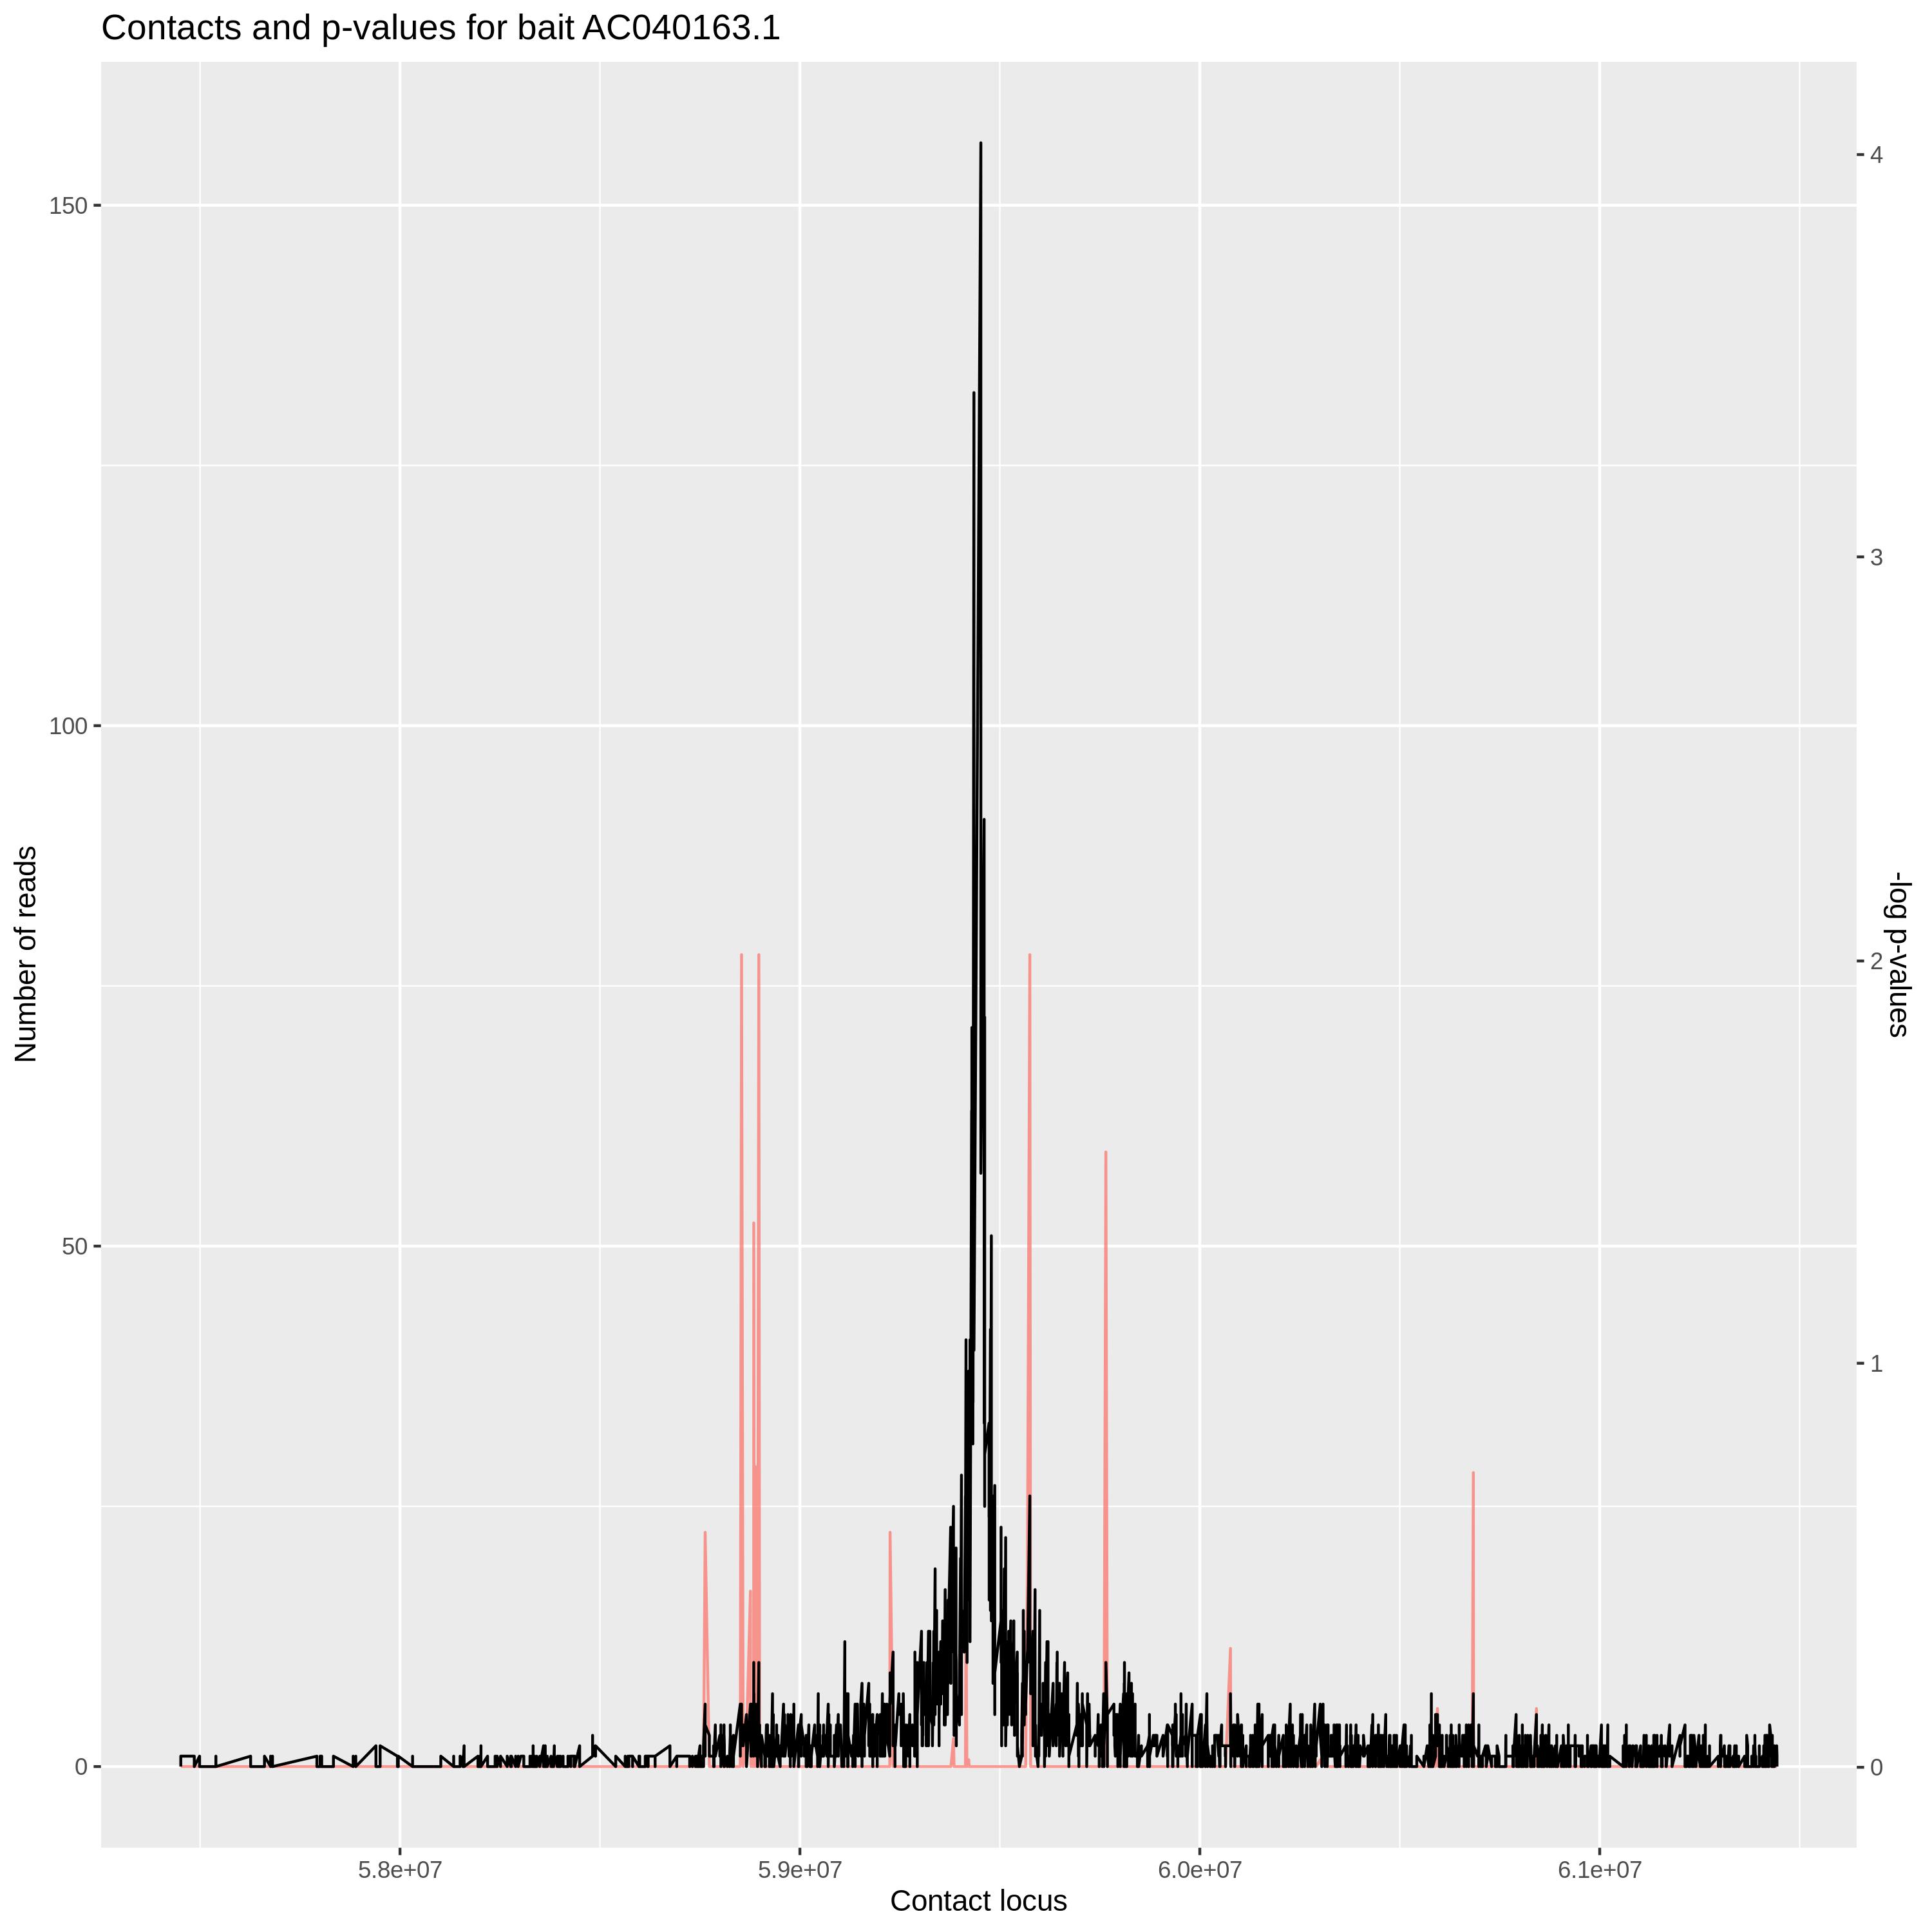 Contacts and p-values for bait AC040163.1
150
100
50
0
Number of reads
4
3
2
1
0
-log p-values
5.8e+07
5.9e+07
6.0e+07
6.1e+07
Contact locus